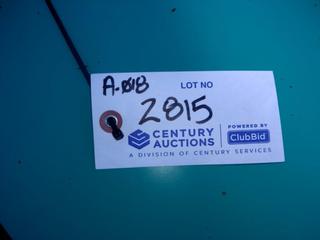 A-018 LOT NO
2815
CENTURY AUCTIONS
POWERED BY
ClubBid
A DIVISION OF CENTURY SERVICES